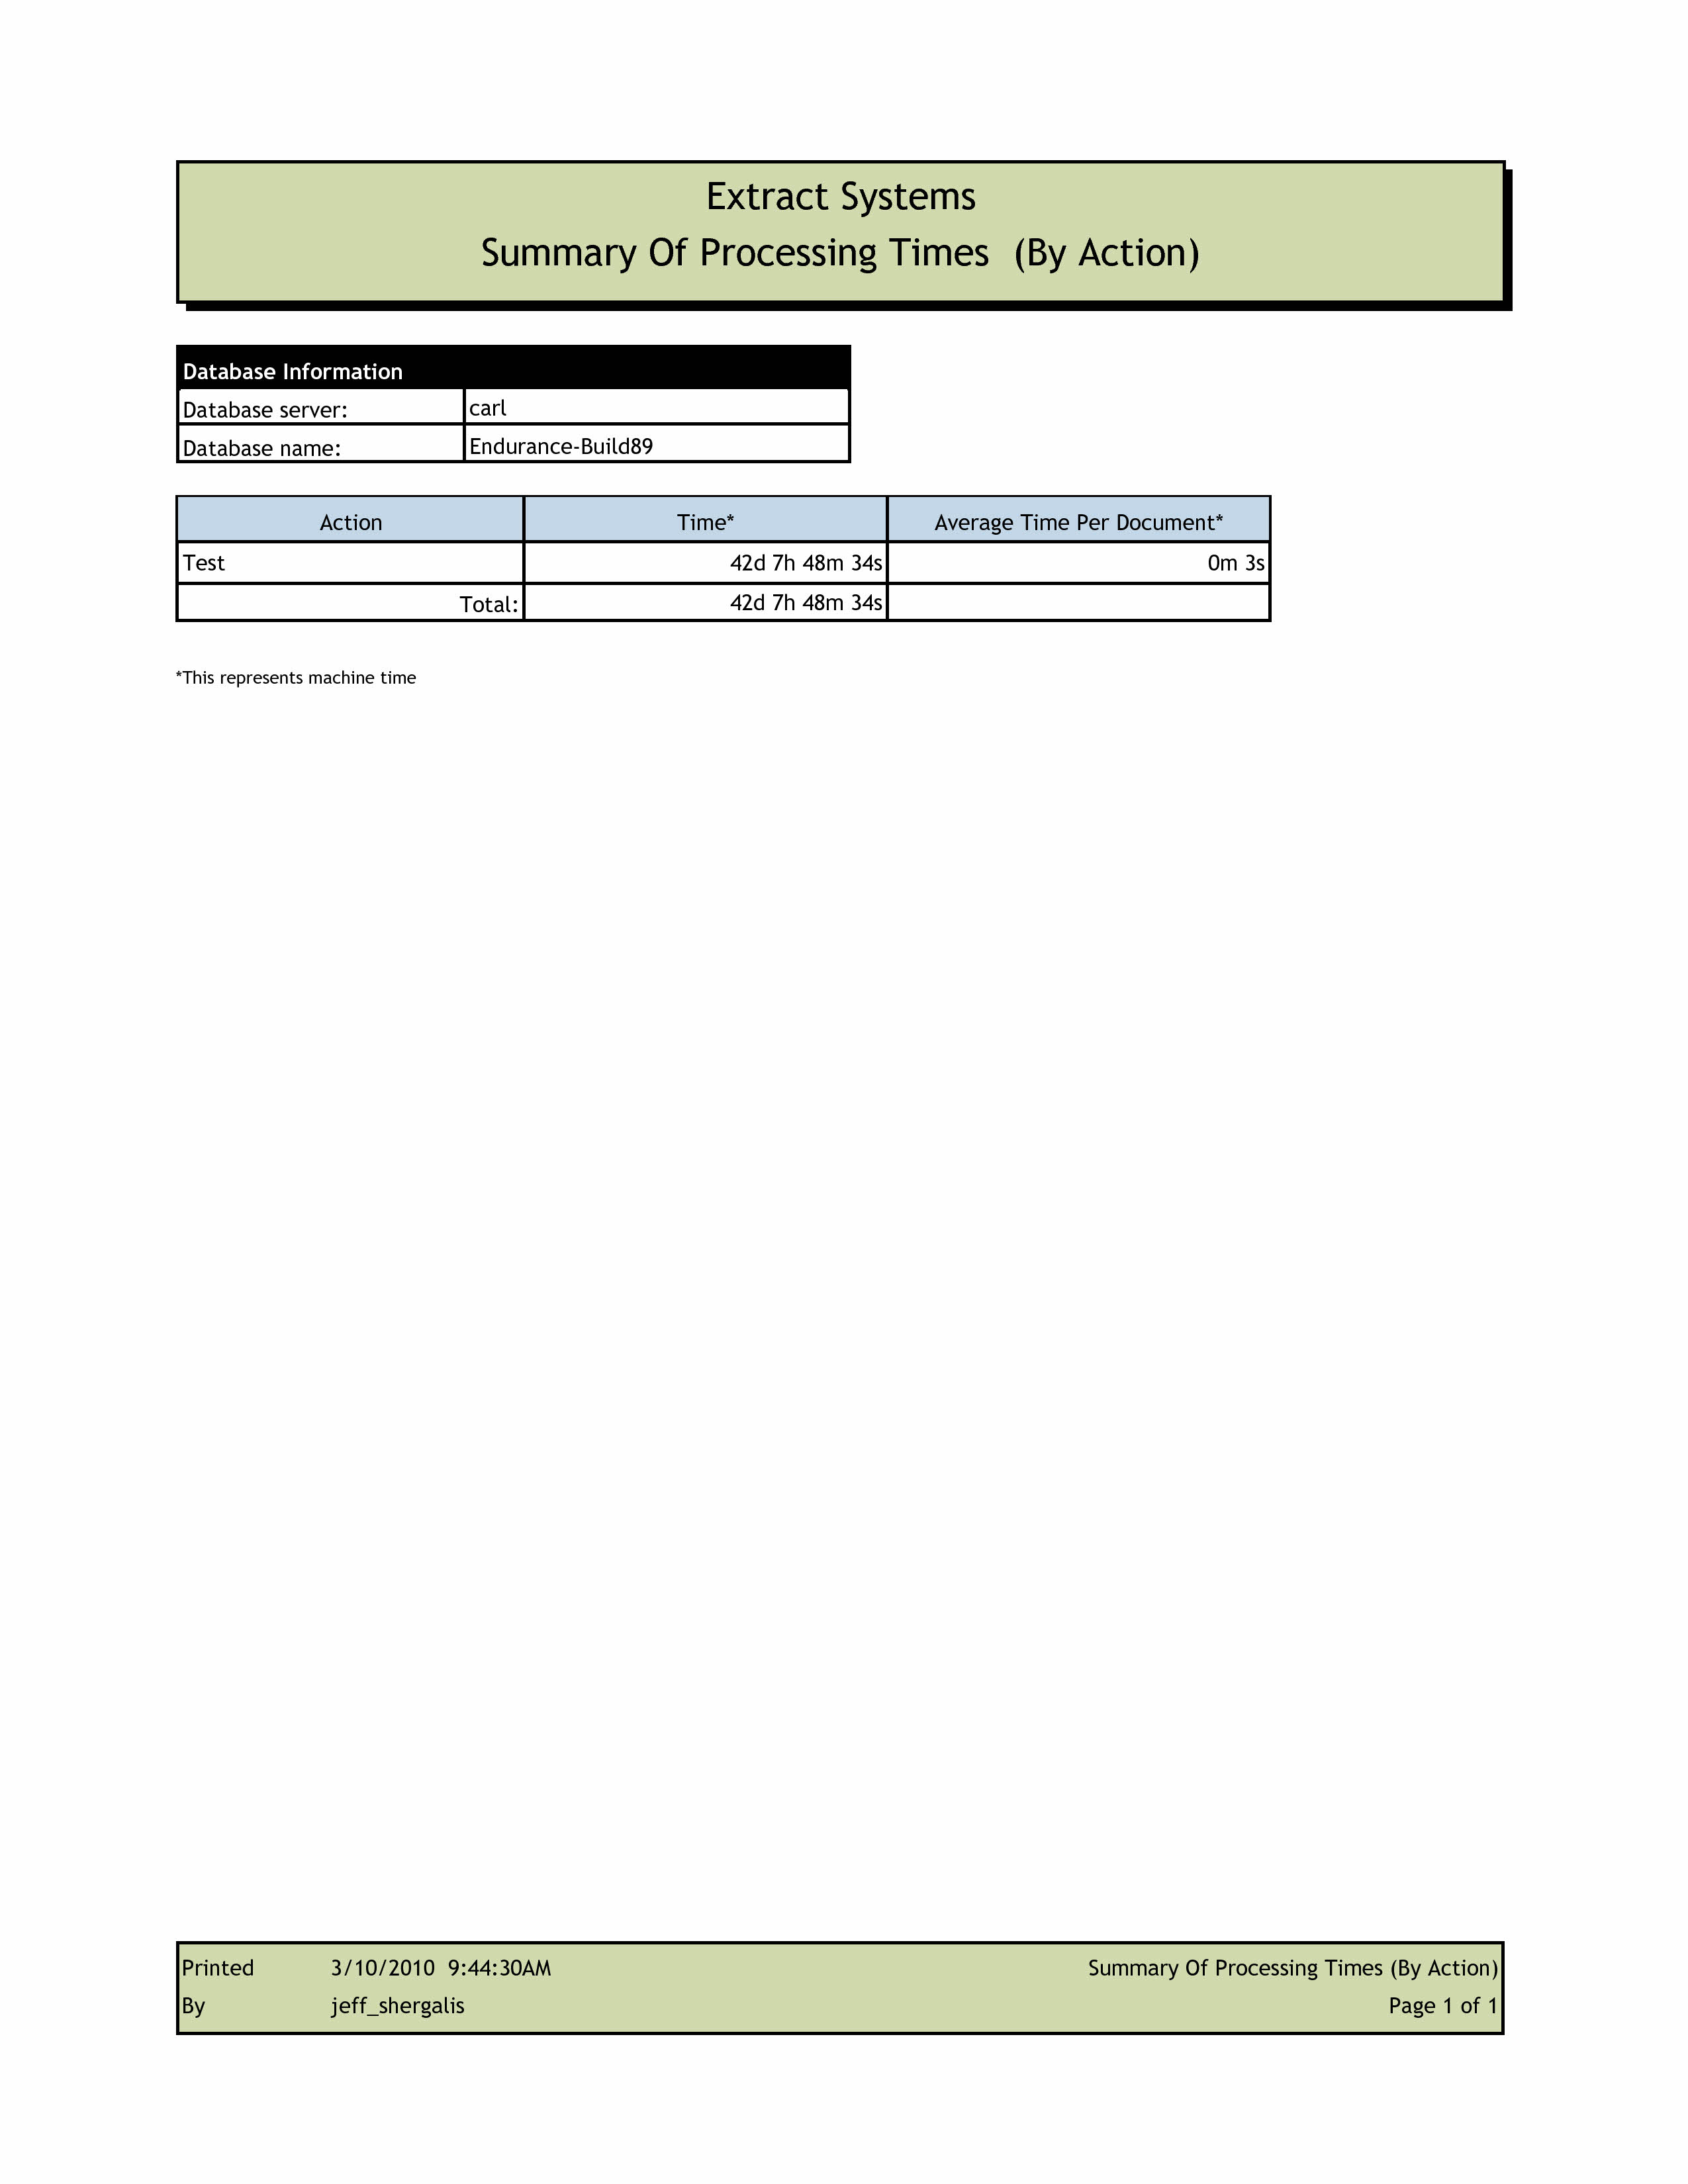 Extract Systems
Summary Of Processing Times (By Action)
Database Information
Database server: carl
Database name: Endurance-Build89
Action Time* Average Time Per Document*
Test 42d 7h 48m 34s 0m 3s
Total: 42d 7h 48m 34s
*This represents machine time
Printed 3/10/2010 9:44:30AM Summary Of Processing Times (By Action)
By jeff_shergalis Page 1 of 1